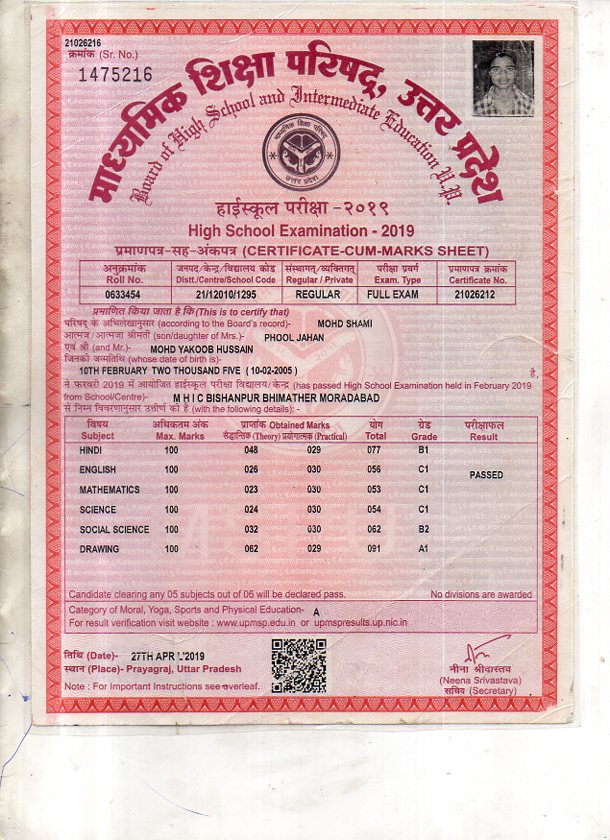 21026216
क्रमांक (Sr. No.)
1475216
माध्यमिक शिक्षा परिषद्, उत्तर प्रदेश
Board of High School and Intermediate Education U.P.
माध्यमिक शिक्षा परिषद
उत्तर प्रदेश
हाईस्कूल परीक्षा -२०१९
High School Examination - 2019
प्रमाणपत्र-सह-अंकपत्र (CERTIFICATE-CUM-MARKS SHEET)
अनुक्रमांक जनपद/केन्द्र/विद्यालय कोड संस्थागत्/व्यक्तिगत् परीक्षा प्रवर्ग प्रमाणपत्र क्रमांक
Roll No. Distt./Centre/School Code Regular / Private Exam. Type Certificate No.
0633454 21/12010/1295 REGULAR FULL EXAM 21026212
प्रमाणित किया जाता है कि (This is to certify that)
परिषद् के अभिलेखानुसार (according to the Board's record)- MOHD SHAMI
आत्मज/आत्मजा श्रीमती (son/daughter of Mrs.)- PHOOL JAHAN
एवं श्री (and Mr.)- MOHD YAKOOB HUSSAIN
जिनकी जन्मतिथि (whose date of birth is)-
10TH FEBRUARY TWO THOUSAND FIVE ( 10-02-2005 ) है,
ने फरवरी 2019 में आयोजित हाईस्कूल परीक्षा विद्यालय/केन्द्र (has passed High School Examination held in February 2019
from School/Centre)- M H I C BISHANPUR BHIMATHER MORADABAD
से निम्न विवरणानुसार उत्तीर्ण की है (with the following details): -
विषय अधिकतम अंक प्राप्तांक Obtained Marks योग ग्रेड परीक्षाफल
Subject Max. Marks सैद्धान्तिक (Theory) प्रयोगात्मक (Practical) Total Grade Result
HINDI 100 048 029 077 B1
ENGLISH 100 026 030 056 C1
PASSED
MATHEMATICS 100 023 030 053 C1
SCIENCE 100 024 030 054 C1
SOCIAL SCIENCE 100 032 030 062 B2
DRAWING 100 062 029 091 A1
Candidate clearing any 05 subjects out of 06 will be declared pass. No divisions are awarded
Category of Moral, Yoga, Sports and Physical Education- A
For result verification visit website : www.upmsp.edu.in or upmspresults.up.nic.in
तिथि (Date)- 27TH APRIL'2019
स्थान (Place)- Prayagraj, Uttar Pradesh
नीना श्रीवास्तव
(Neena Srivastava)
सचिव (Secretary)
Note : For Important Instructions see overleaf.